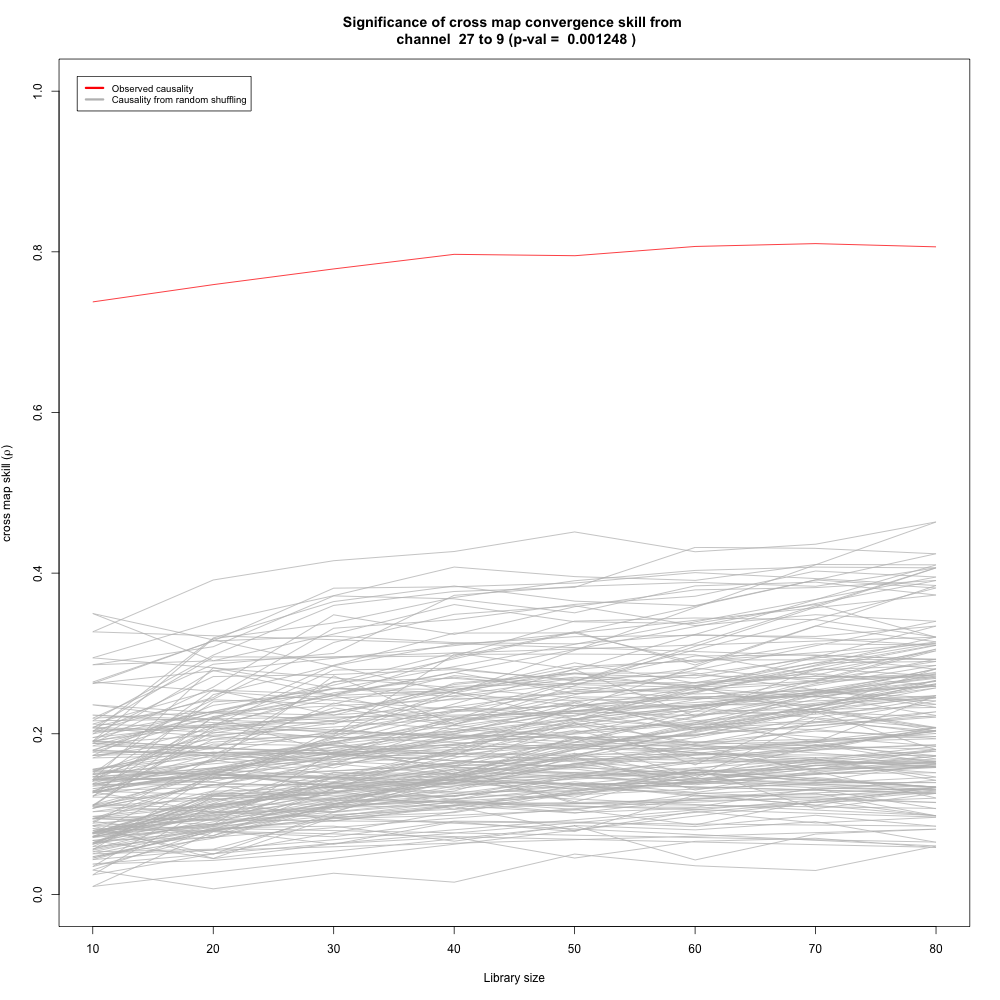 Significance of cross map convergence skill from
channel  27 to 9 (p-val =  0.001248 )
Observed causality
Causality from random shuffling
cross map skill (ρ)
1.0
0.8
0.6
0.4
0.2
0.0
10 20 30 40 50 60 70 80
Library size